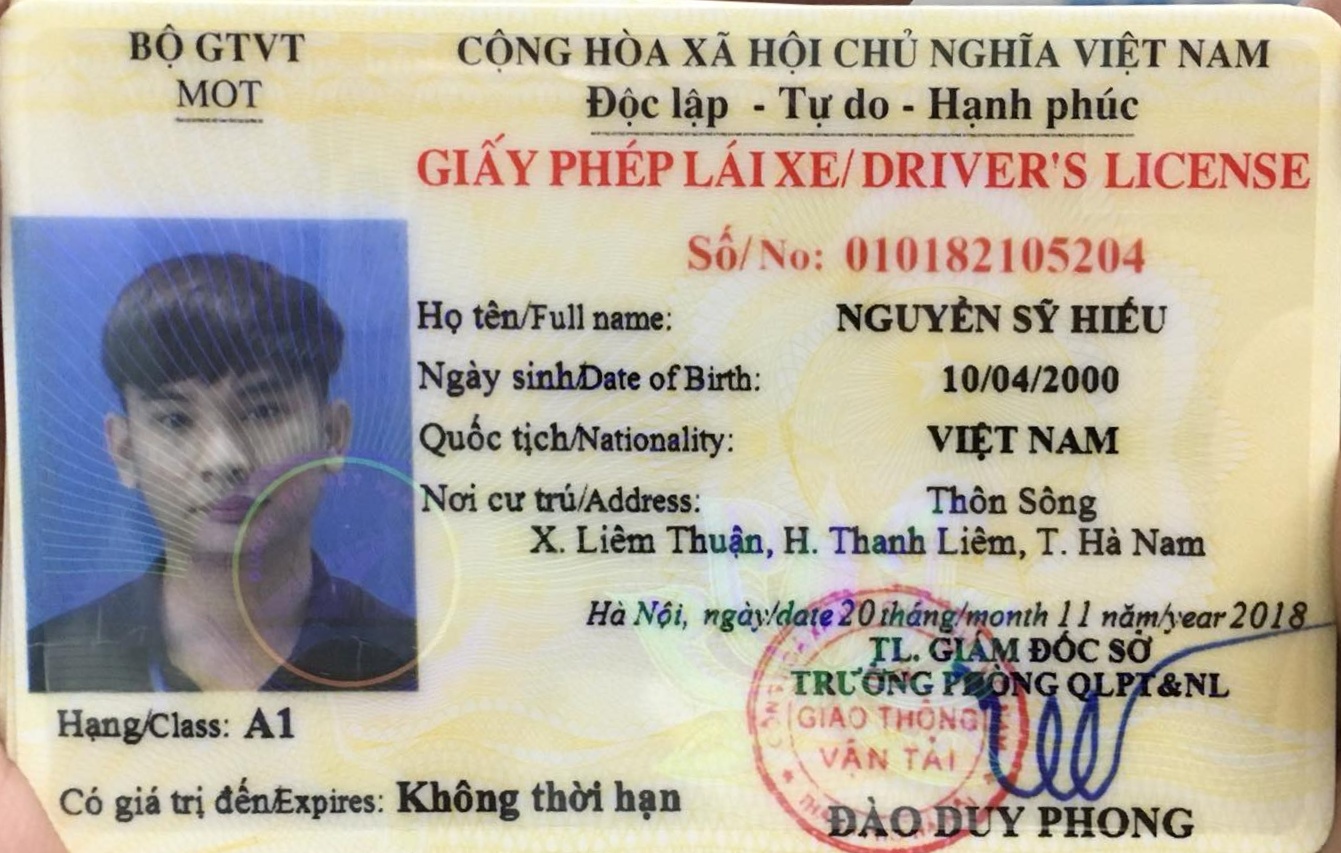 BỘ GTVT
MOT
CỘNG HÒA XÃ HỘI CHỦ NGHĨA VIỆT NAM
Độc lập - Tự do - Hạnh phúc
GIẤY PHÉP LÁI XE/ DRIVER'S LICENSE
Số/No: 010182105204
Họ tên/Full name: NGUYỄN SỸ HIẾU
Ngày sinh/Date of Birth: 10/04/2000
Quốc tịch/Nationality: VIỆT NAM
Nơi cư trú/Address: Thôn Sông
X. Liêm Thuận, H. Thanh Liêm, T. Hà Nam
Hà Nội, ngày/date 20 tháng/month 11 năm/year 2018
TL. GIÁM ĐỐC SỞ
TRƯỞNG PHÒNG QLPT&NL
GIAO THÔNG
VẬN TẢI
ĐÀO DUY PHONG
Hạng/Class: A1
Có giá trị đến/Expires: Không thời hạn